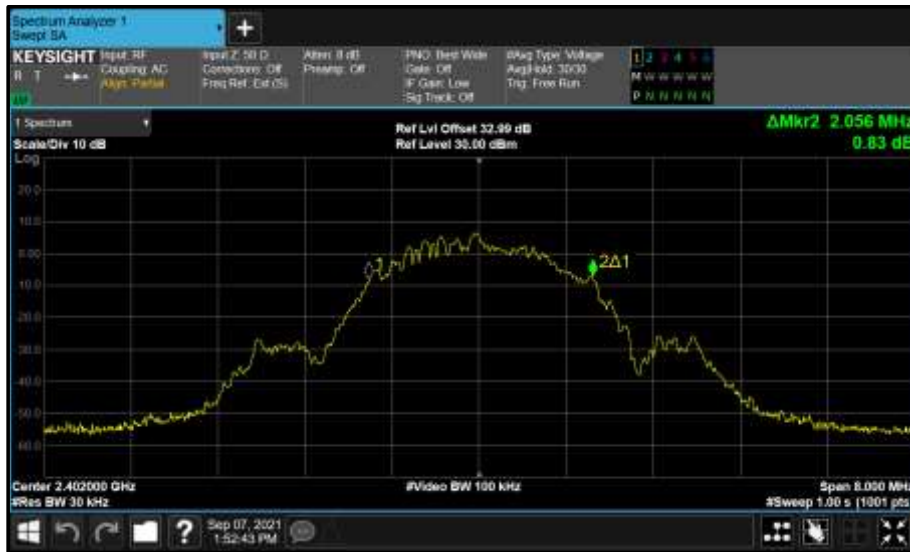 Spectrum Analyzer 1
Swept SA
+
KEYSIGHT Input: RF
R T
Coupling: AC
Align: Partial
Input Z: 50 Ω
Corrections: Off
Freq Ref: Ext (S)
Atten: 8 dB
Preamp: Off
PNO: Best Wide
Gate: Off
IF Gain: Low
Sig Track: Off
#Avg Type: Voltage
Avg|Hold: 30/30
Trig: Free Run
1 2 3 4 5 6
M W W W W W
P N N N N N
1 Spectrum
Scale/Div 10 dB
Log
Ref Lvl Offset 32.99 dB
Ref Level 30.00 dBm
ΔMkr2 2.056 MHz
0.83 dB
20.0
10.0
0.00
-10.0
-20.0
-30.0
-40.0
-50.0
-60.0
2Δ1
Center 2.402000 GHz
#Res BW 30 kHz
#Video BW 100 kHz
Span 8.000 MHz
#Sweep 1.00 s (1001 pts
?
Sep 07, 2021
1:52:43 PM